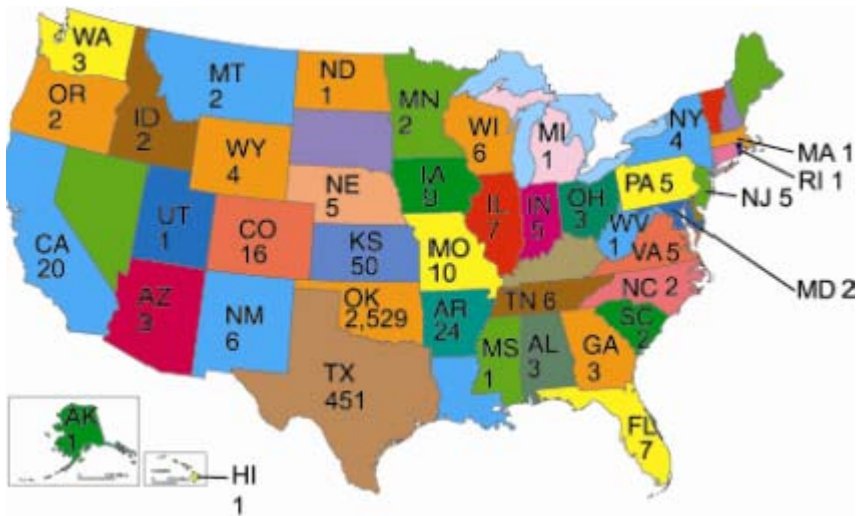 WA
3
MT
2
ND
1
MN
2
OR
2
ID
2
WY
4
WI
6
MI
1
NY
4
MA 1
RI 1
NE
5
IA
9
PA 5
NJ 5
UT
1
CO
16
KS
50
MO
10
IL
7
IN
5
OH
3
WV
1
VA 5
MD 2
CA
20
AZ
3
NM
6
OK
2,529
AR
24
TN 6
NC 2
SC
2
TX
451
MS
1
AL
3
GA
3
FL
7
AK
1
HI
1